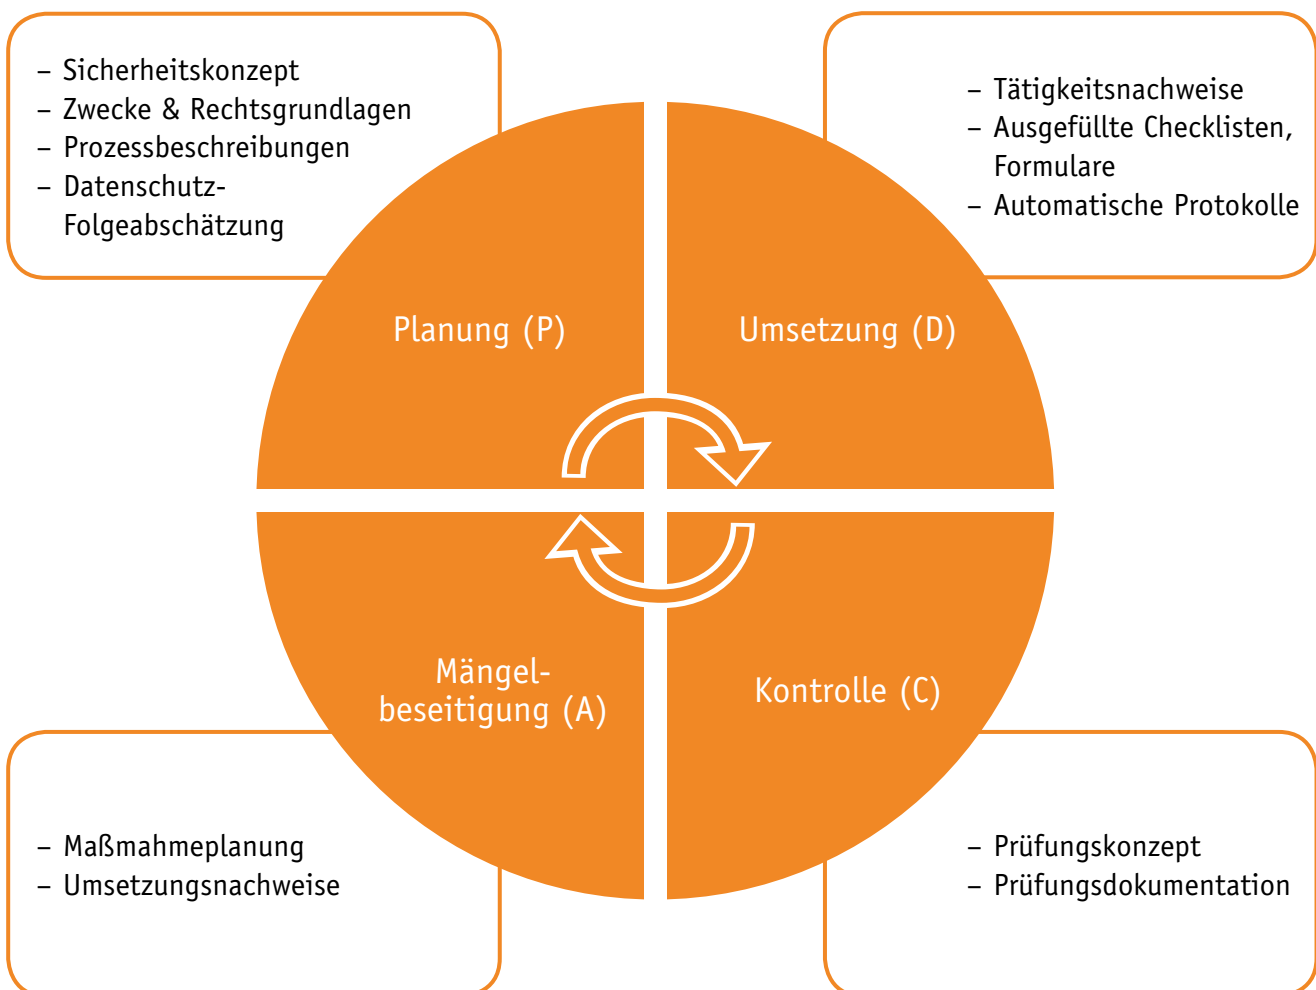 – Sicherheitskonzept
– Zwecke & Rechtsgrundlagen
– Prozessbeschreibungen
– Datenschutz-
Folgeabschätzung
– Tätigkeitsnachweise
– Ausgefüllte Checklisten,
Formulare
– Automatische Protokolle
Planung (P)
Umsetzung (D)
Mängel-
beseitigung (A)
Kontrolle (C)
– Maßmahmeplanung
– Umsetzungsnachweise
– Prüfungskonzept
– Prüfungsdokumentation